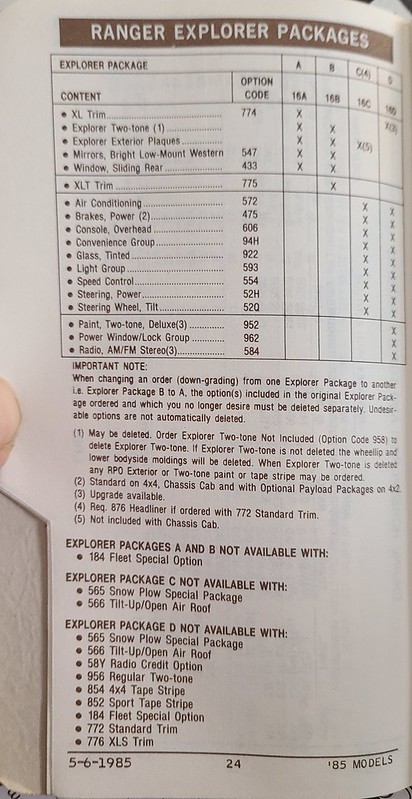 RANGER EXPLORER PACKAGES
EXPLORER PACKAGE A B C(4) D
CONTENT OPTION CODE 16A 16B 16C 16D
• XL Trim 774 X
• Explorer Two-tone (1) X X X(3)
• Explorer Exterior Plaques X X X(5)
• Mirrors, Bright Low-Mount Western 547 X X
• Window, Sliding Rear 433 X X
• XLT Trim 775 X
• Air Conditioning 572 X X
• Brakes, Power (2) 475 X X
• Console, Overhead 606 X X
• Convenience Group 94H X X
• Glass, Tinted 922 X X
• Light Group 593 X X
• Speed Control 554 X X
• Steering, Power 52H X X
• Steering Wheel, Tilt 52Q X X
• Paint, Two-tone, Deluxe(3) 952 X
• Power Window/Lock Group 962 X
• Radio, AM/FM Stereo(3) 584 X
IMPORTANT NOTE:
When changing an order (down-grading) from one Explorer Package to another
i.e. Explorer Package B to A, the option(s) included in the original Explorer Pack-
age ordered and which you no longer desire must be deleted separately. Undesir-
able options are not automatically deleted.
(1) May be deleted. Order Explorer Two-tone Not Included (Option Code 958) to
delete Explorer Two-tone. If Explorer Two-tone is not deleted the wheellip and
lower bodyside moldings will be deleted. When Explorer Two-tone is deleted
any RPO Exterior or Two-tone paint or tape stripe may be ordered.
(2) Standard on 4x4, Chassis Cab and with Optional Payload Packages on 4x2.
(3) Upgrade available.
(4) Req. 876 Headliner if ordered with 772 Standard Trim.
(5) Not included with Chassis Cab.
EXPLORER PACKAGES A AND B NOT AVAILABLE WITH:
• 184 Fleet Special Option
EXPLORER PACKAGE C NOT AVAILABLE WITH:
• 565 Snow Plow Special Package
• 566 Tilt-Up/Open Air Roof
EXPLORER PACKAGE D NOT AVAILABLE WITH:
• 565 Snow Plow Special Package
• 566 Tilt-Up/Open Air Roof
• 58Y Radio Credit Option
• 956 Regular Two-tone
• 854 4x4 Tape Stripe
• 852 Sport Tape Stripe
• 184 Fleet Special Option
• 772 Standard Trim
• 776 XLS Trim
5-6-1985 24 '85 MODELS